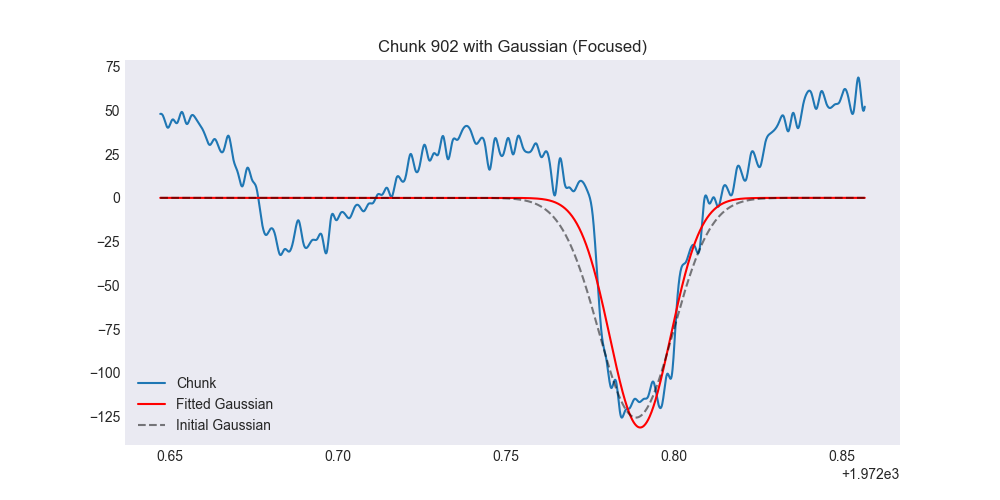 Chunk 902 with Gaussian (Focused)
75
50
25
0
−25
−50
−75
−100
−125
Chunk
Fitted Gaussian
Initial Gaussian
0.65 0.70 0.75 0.80 0.85
+1.972e3